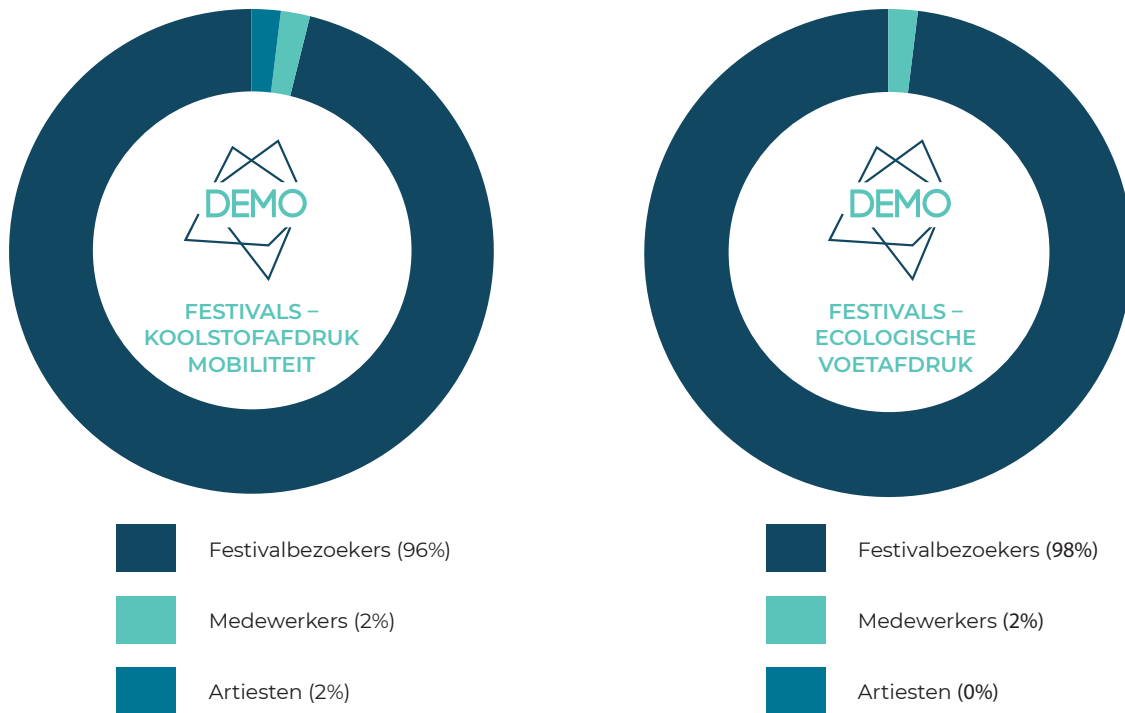 DEMO
FESTIVALS –
KOOLSTOFAFDRUK
MOBILITEIT
Festivalbezoekers (96%)
Medewerkers (2%)
Artiesten (2%)
DEMO
FESTIVALS –
ECOLOGISCHE
VOETAFDRUK
Festivalbezoekers (98%)
Medewerkers (2%)
Artiesten (0%)